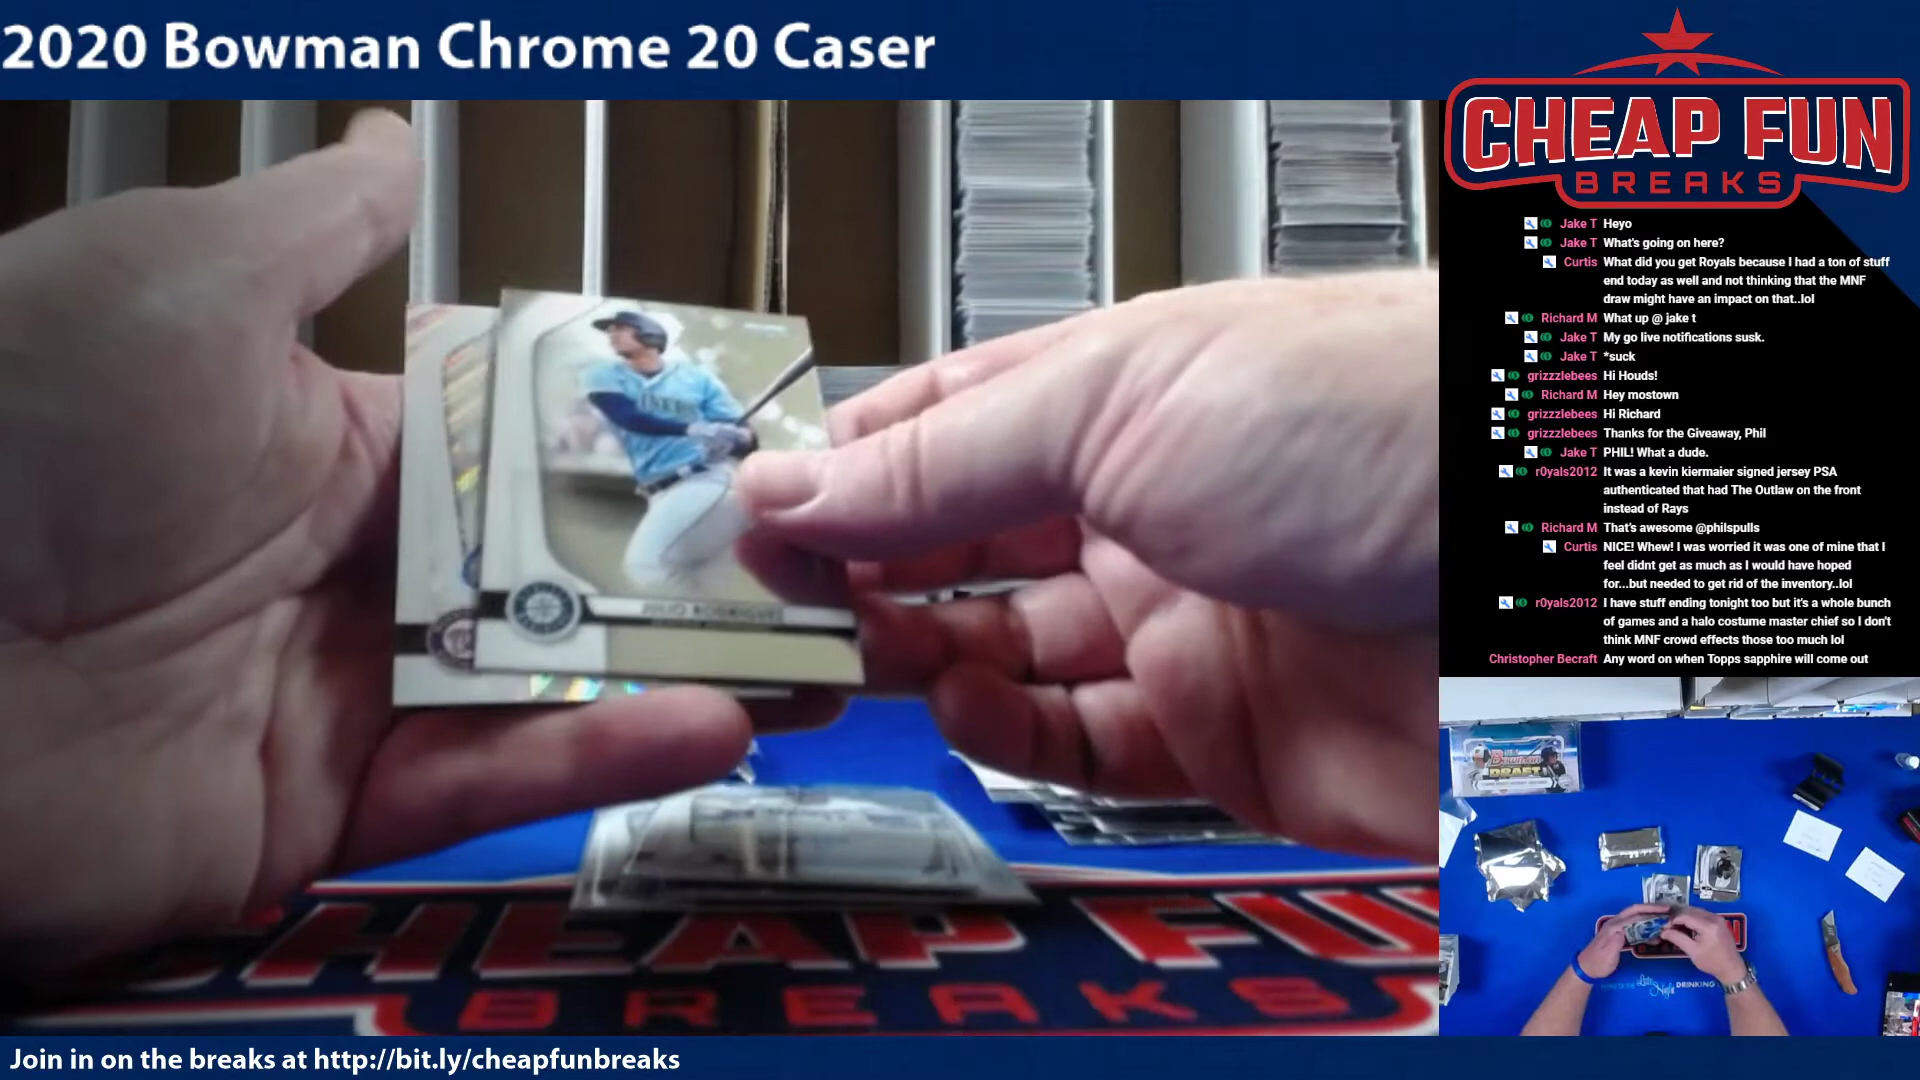 2020 Bowman Chrome 20 Caser
CHEAP FUN
BREAKS
Jake T Heyo
Jake T What's going on here?
Curtis What did you get Royals because I had a ton of stuff
end today as well and not thinking that the MNF
draw might have an impact on that..lol
Richard M What up @ jake t
Jake T My go live notifications susk.
Jake T *suck
grizzzlebees Hi Houds!
Richard M Hey mostown
grizzzlebees Hi Richard
grizzzlebees Thanks for the Giveaway, Phil
Jake T PHIL! What a dude.
r0yals2012 It was a kevin kiermaier signed jersey PSA
authenticated that had The Outlaw on the front
instead of Rays
Richard M That's awesome @philspulls
Curtis NICE! Whew! I was worried it was one of mine that I
feel didnt get as much as I would have hoped
for...but needed to get rid of the inventory..lol
r0yals2012 I have stuff ending tonight too but it's a whole bunch
of games and a halo costume master chief so I don't
think MNF crowd effects those too much lol
Christopher Becraft Any word on when Topps sapphire will come out
JULIO RODRIGUEZ
CHEAP FU
BREAKS
Bowman
DRAFT
DRINKING
Join in on the breaks at http://bit.ly/cheapfunbreaks